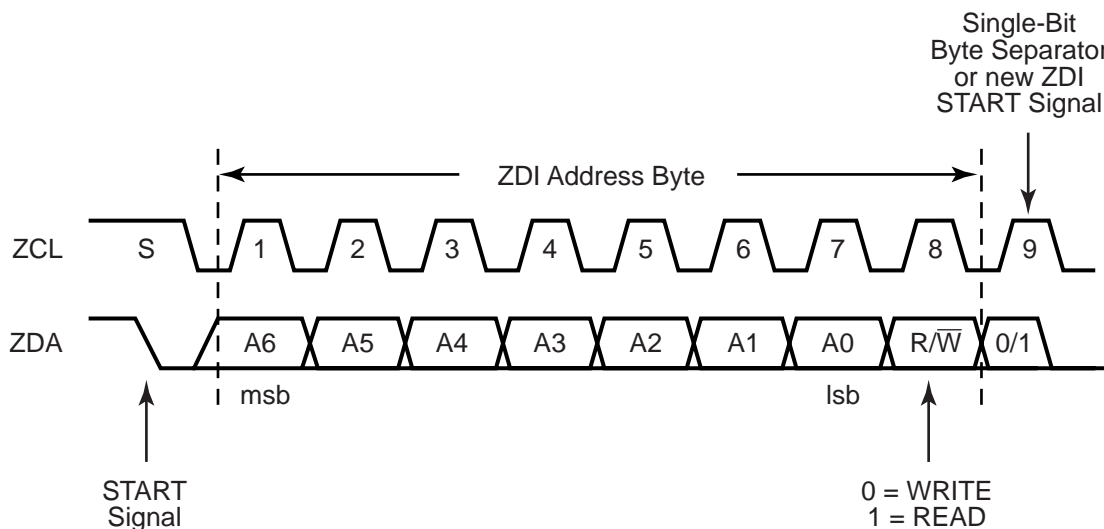 Single-Bit
Byte Separator
or new ZDI
START Signal
ZDI Address Byte
ZCL S 1 2 3 4 5 6 7 8 9
ZDA A6 A5 A4 A3 A2 A1 A0 R/W̅ 0/1
msb lsb
START
Signal
0 = WRITE
1 = READ